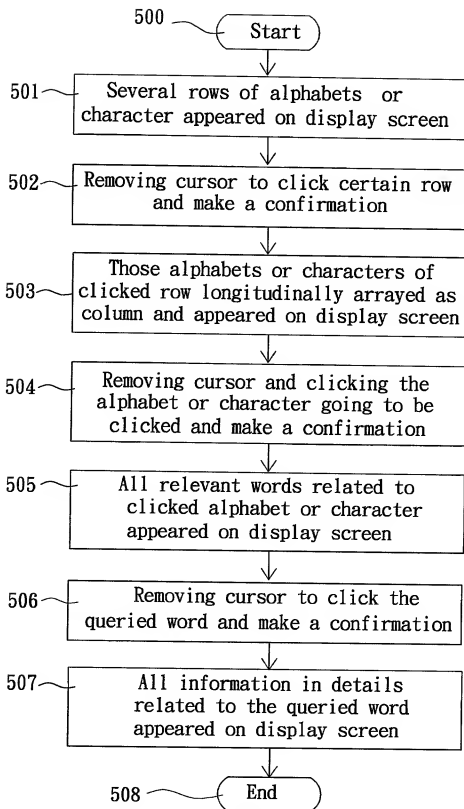 500
Start
501
Several rows of alphabets or
character appeared on display screen
502
Removing cursor to click certain row
and make a confirmation
503
Those alphabets or characters of
clicked row longitudinally arrayed as
column and appeared on display screen
504
Removing cursor and clicking the
alphabet or character going to be
clicked and make a confirmation
505
All relevant words related to
clicked alphabet or character
appeared on display screen
506
Removing cursor to click the
queried word and make a confirmation
507
All information in details
related to the queried word
appeared on display screen
508
End